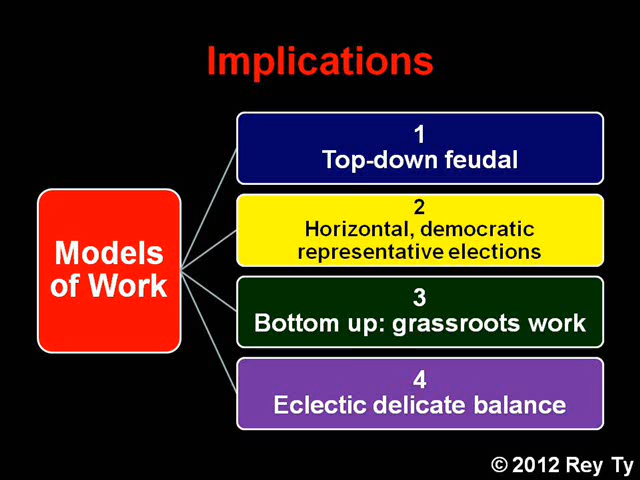 Implications
Models
of Work
1
Top-down feudal
2
Horizontal, democratic
representative elections
3
Bottom up: grassroots work
4
Eclectic delicate balance
© 2012 Rey Ty